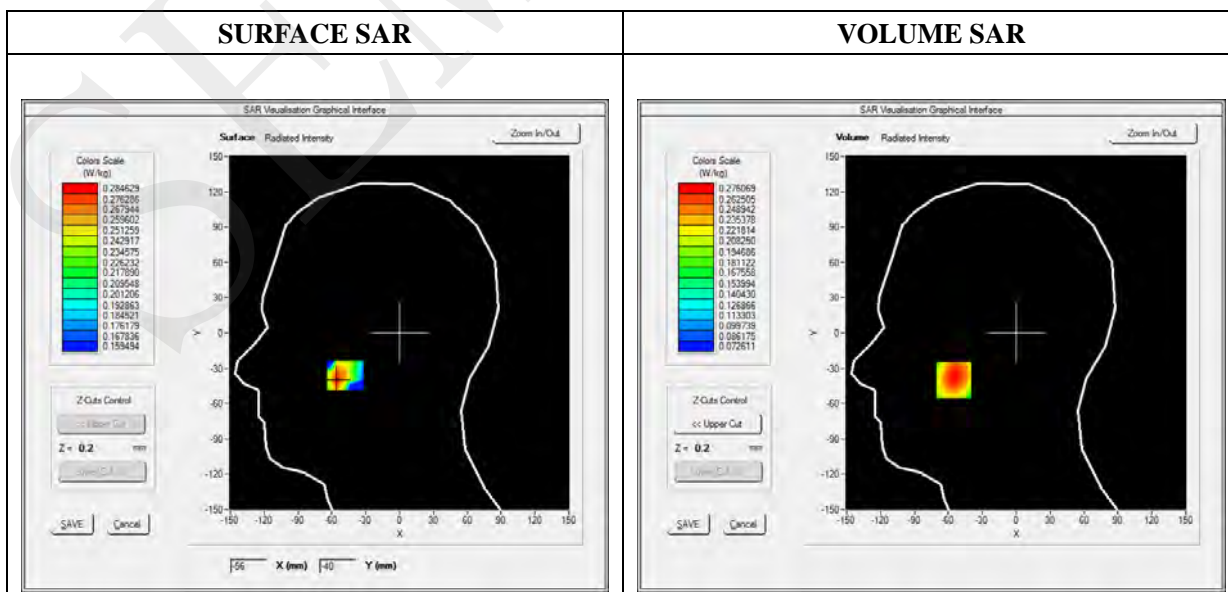 SURFACE SAR
SAR Visualisation Graphical Interface
Surface Radiated Intensity
Zoom In/Out
Colors Scale
(W/kg)
0.284629
0.276286
0.267944
0.259602
0.251259
0.242917
0.234575
0.226232
0.217890
0.209548
0.201206
0.192863
0.184521
0.176179
0.167836
0.159494
150
120
90
60
30
0
-30
-60
-90
-120
-150
Y
-150 -120 -90 -60 -30 0 30 60 90 120 150
X
Z-Cuts Control
<< Upper Cut
Z = 0.2 mm
SAVE Cancel
-56 X (mm) -40 Y (mm)
VOLUME SAR
SAR Visualisation Graphical Interface
Volume Radiated Intensity
Zoom In/Out
Colors Scale
(W/kg)
0.276069
0.262505
0.248942
0.235378
0.221814
0.208250
0.194686
0.181122
0.167558
0.153994
0.140430
0.126866
0.113303
0.099739
0.086175
0.072611
150
120
90
60
30
0
-30
-60
-90
-120
-150
Y
-150 -120 -90 -60 -30 0 30 60 90 120 150
X
Z-Cuts Control
<< Upper Cut
Z = 0.2 mm
SAVE Cancel